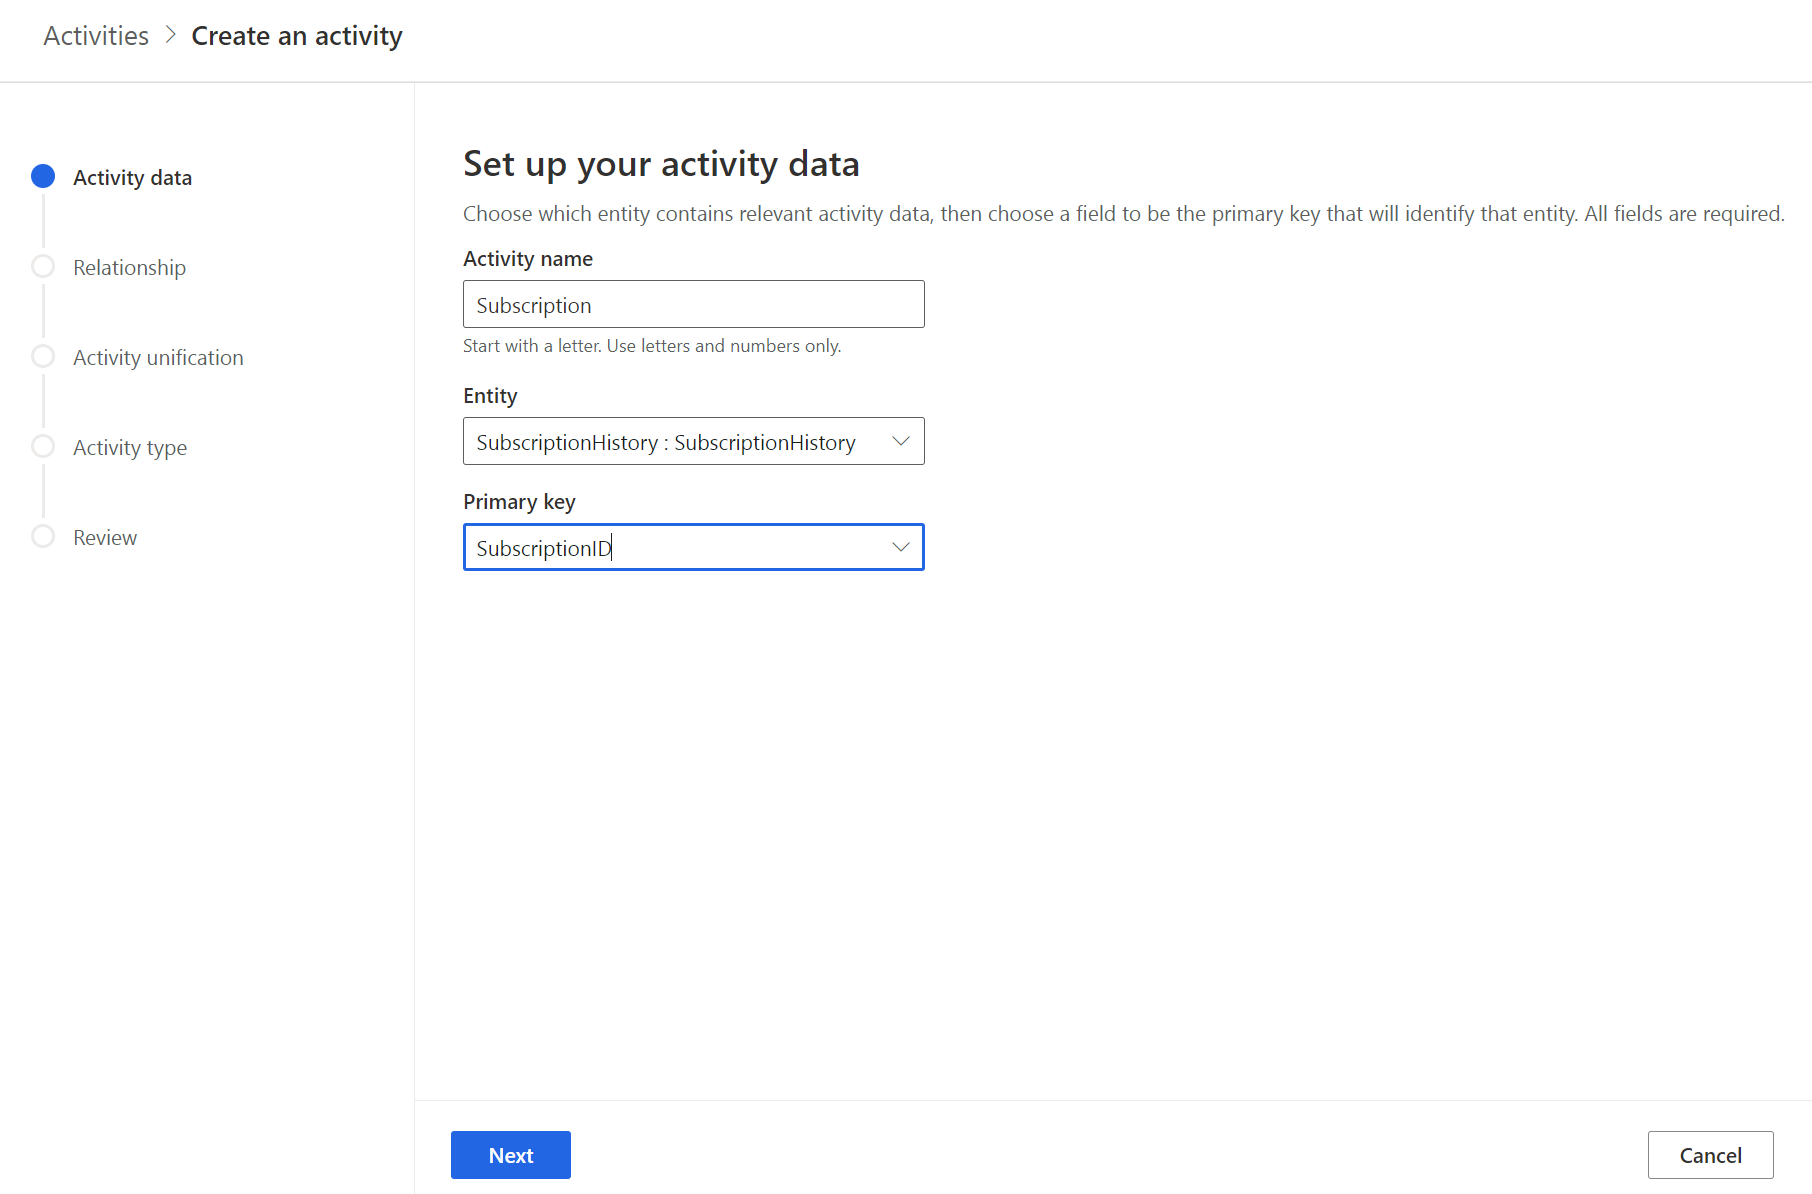 Activities > Create an activity
Activity data
Relationship
Activity unification
Activity type
Review
Set up your activity data
Choose which entity contains relevant activity data, then choose a field to be the primary key that will identify that entity. All fields are required.
Activity name
Subscription
Start with a letter. Use letters and numbers only.
Entity
SubscriptionHistory : SubscriptionHistory
Primary key
SubscriptionID
Next
Cancel